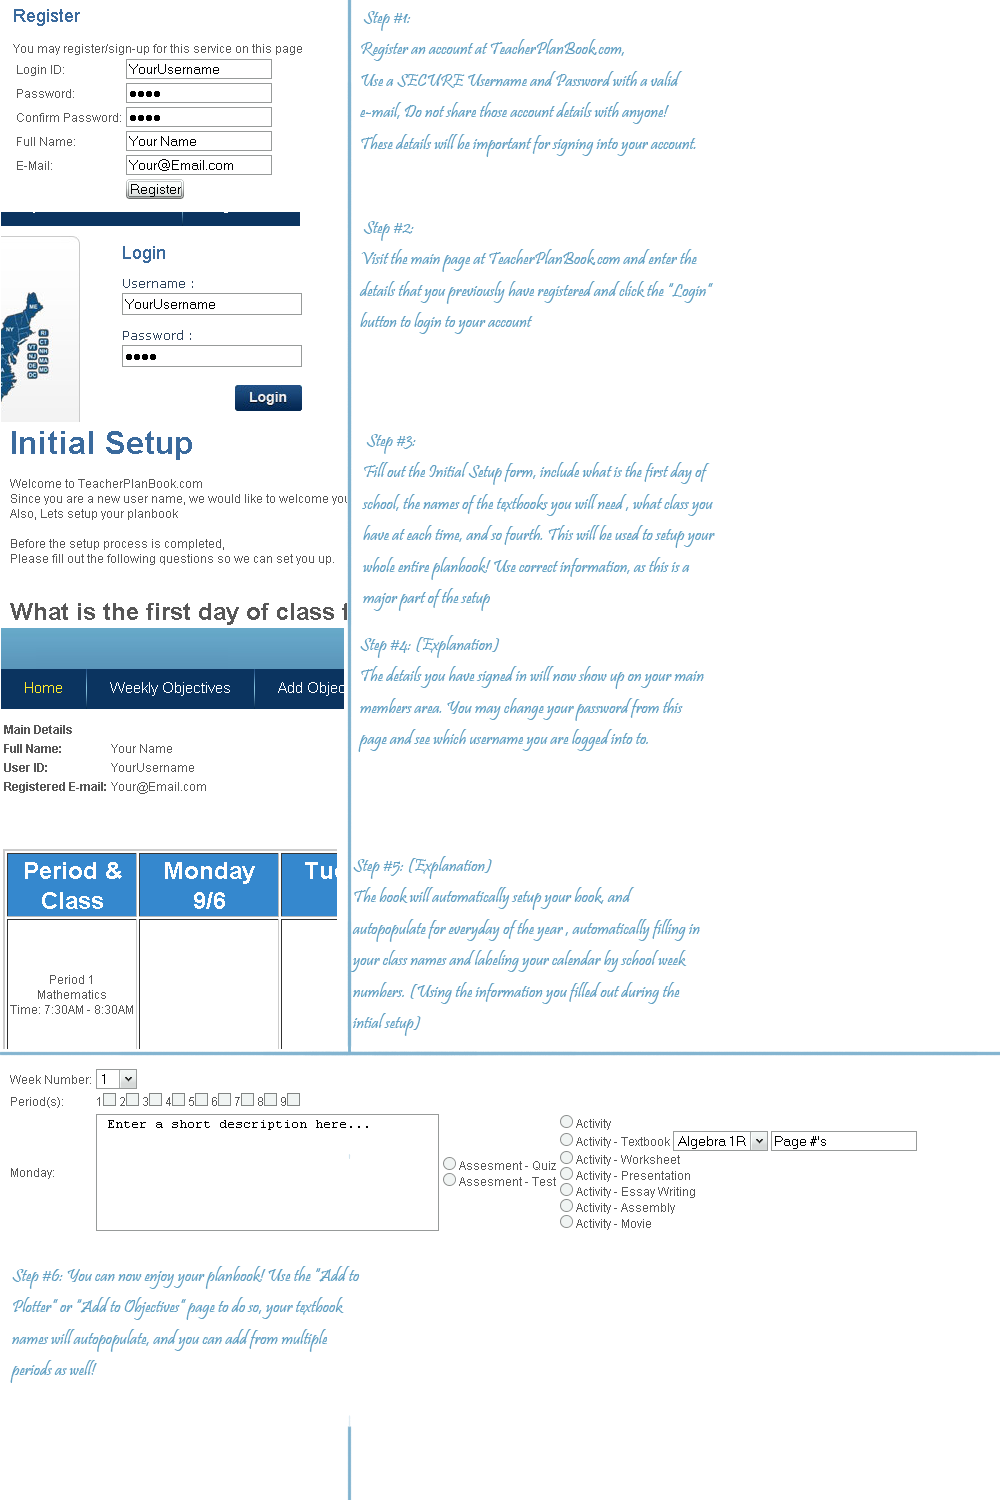 Register
You may register/sign-up for this service on this page
Login ID: YourUsername
Password: ●●●●
Confirm Password: ●●●●
Full Name: Your Name
E-Mail: Your@Email.com
Register
Step #1:
Register an account at TeacherPlanBook.com,
Use a SECURE Username and Password with a valid
e-mail, Do not share those account details with anyone!
These details will be important for signing into your account.
ME
NY
RI
VT CT
NJ NH
DE MA
DC MD
Login
Username :
YourUsername
Password :
●●●●
Login
Step #2:
Visit the main page at TeacherPlanBook.com and enter the
details that you previously have registered and click the "Login"
button to login to your account
Initial Setup
Welcome to TeacherPlanBook.com
Since you are a new user name, we would like to welcome you
Also, Lets setup your planbook
Before the setup process is completed,
Please fill out the following questions so we can set you up.
What is the first day of class f
Step #3:
Fill out the Initial Setup form, include what is the first day of
school, the names of the textbooks you will need , what class you
have at each time, and so fourth. This will be used to setup your
whole entire planbook! Use correct information, as this is a
major part of the setup
Home Weekly Objectives Add Objec
Main Details
Full Name: Your Name
User ID: YourUsername
Registered E-mail: Your@Email.com
Step #4: (Explanation)
The details you have signed in will now show up on your main
members area. You may change your password from this
page and see which username you are logged into to.
Period & Class
Monday 9/6
Tu
Period 1
Mathematics
Time: 7:30AM - 8:30AM
Step #5: (Explanation)
The book will automatically setup your book, and
autopopulate for everyday of the year , automatically filling in
your class names and labeling your calendar by school week
numbers. (Using the information you filled out during the
intial setup)
Week Number: 1
Period(s): 1 2 3 4 5 6 7 8 9
Monday:
Enter a short description here...
Assesment - Quiz
Assesment - Test
Activity
Activity - Textbook Algebra 1R Page #'s
Activity - Worksheet
Activity - Presentation
Activity - Essay Writing
Activity - Assembly
Activity - Movie
Step #6: You can now enjoy your planbook! Use the "Add to
Plotter" or "Add to Objectives" page to do so, your textbook
names will autopopulate, and you can add from multiple
periods as well!